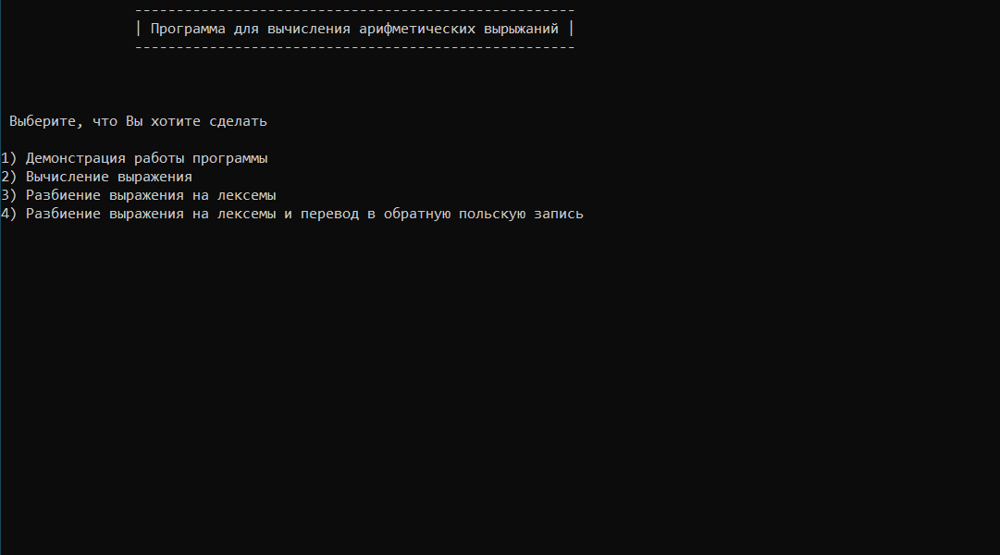 -----------------------------------------------------
| Программа для вычисления арифметических вырыжаний |
-----------------------------------------------------
Выберите, что Вы хотите сделать
1) Демонстрация работы программы
2) Вычисление выражения
3) Разбиение выражения на лексемы
4) Разбиение выражения на лексемы и перевод в обратную польскую запись